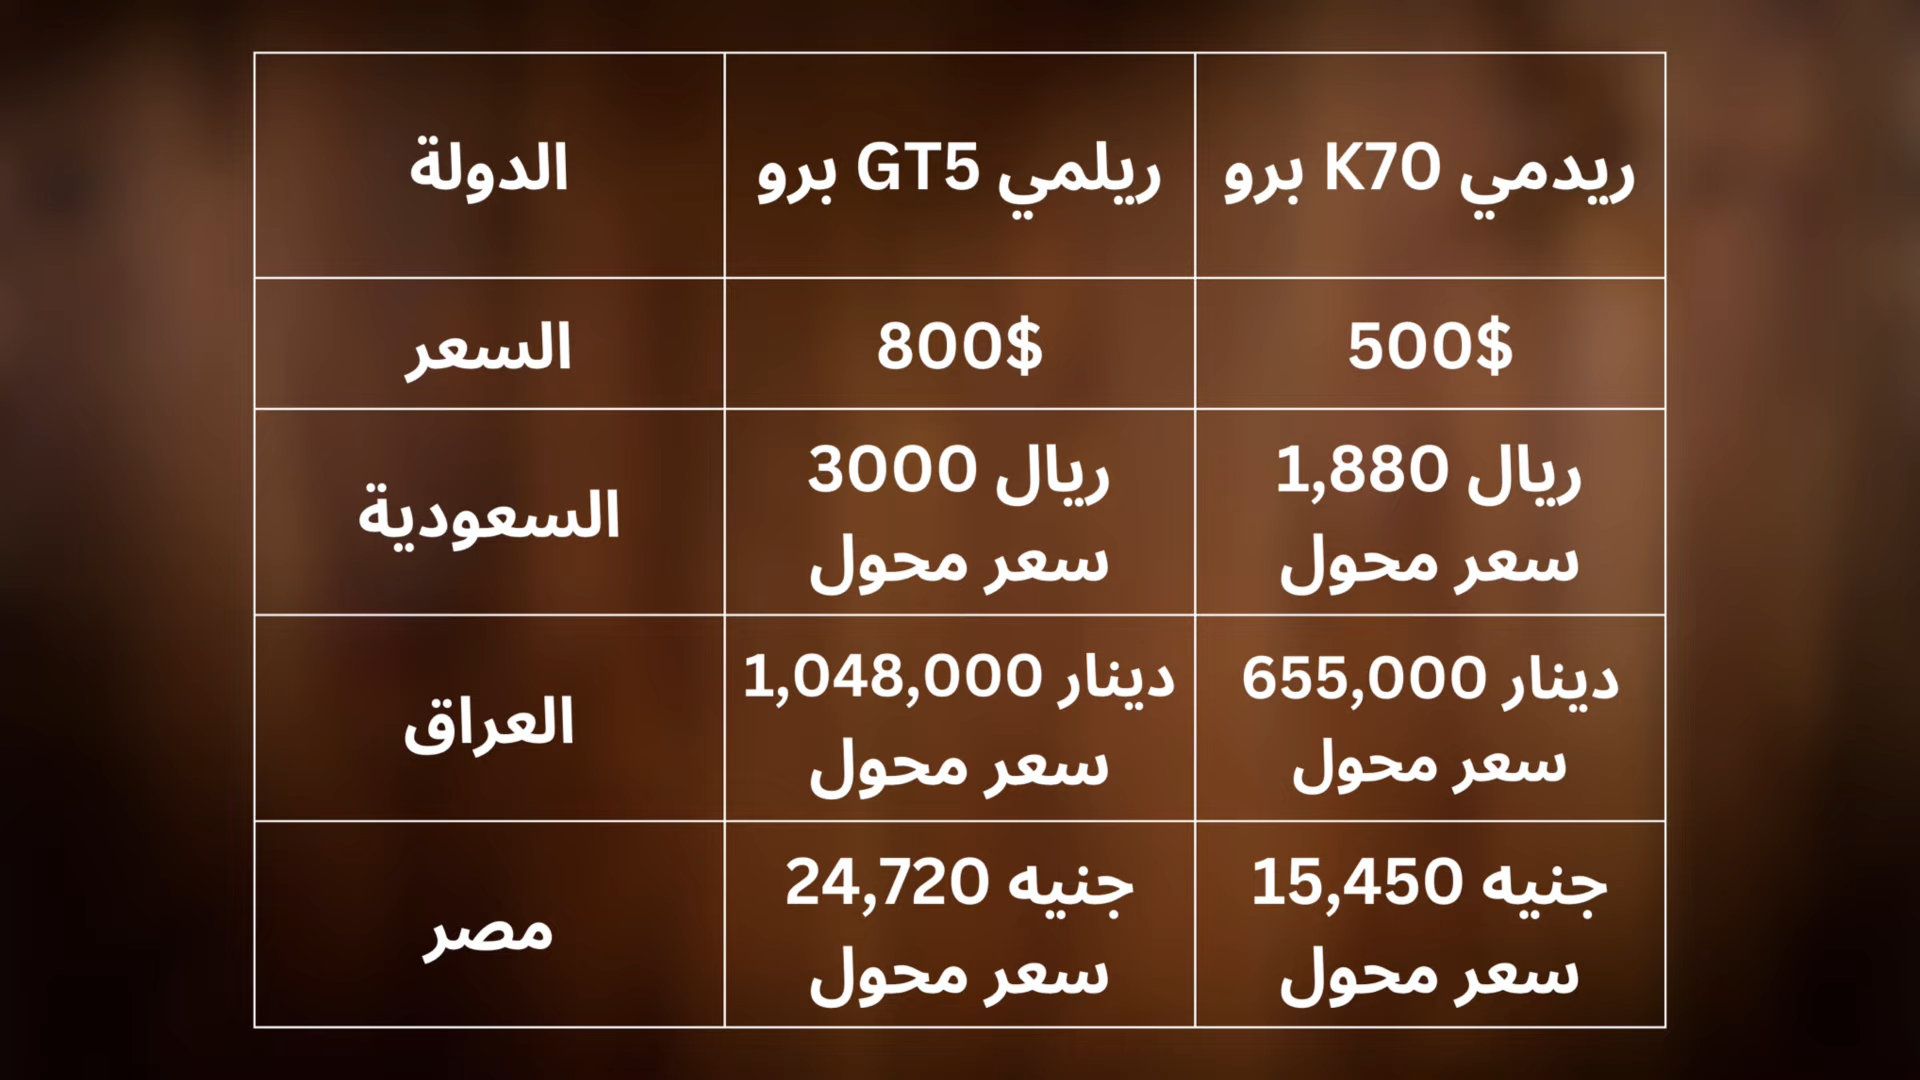 ريدمي K70 برو
ريلمي GT5 برو
الدولة
500$
800$
السعر
ريال 1,880
سعر محول
ريال 3000
سعر محول
السعودية
دينار 655,000
سعر محول
دينار 1,048,000
سعر محول
العراق
جنيه 15,450
سعر محول
جنيه 24,720
سعر محول
مصر